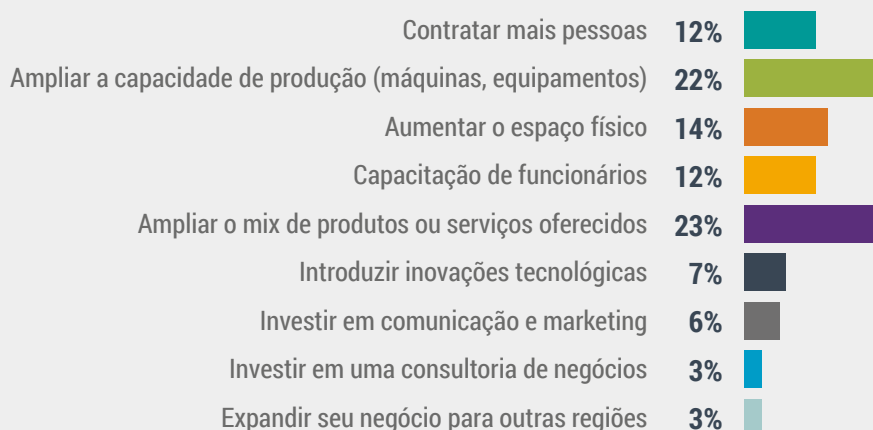 Contratar mais pessoas 12%
Ampliar a capacidade de produção (máquinas, equipamentos) 22%
Aumentar o espaço físico 14%
Capacitação de funcionários 12%
Ampliar o mix de produtos ou serviços oferecidos 23%
Introduzir inovações tecnológicas 7%
Investir em comunicação e marketing 6%
Investir em uma consultoria de negócios 3%
Expandir seu negócio para outras regiões 3%